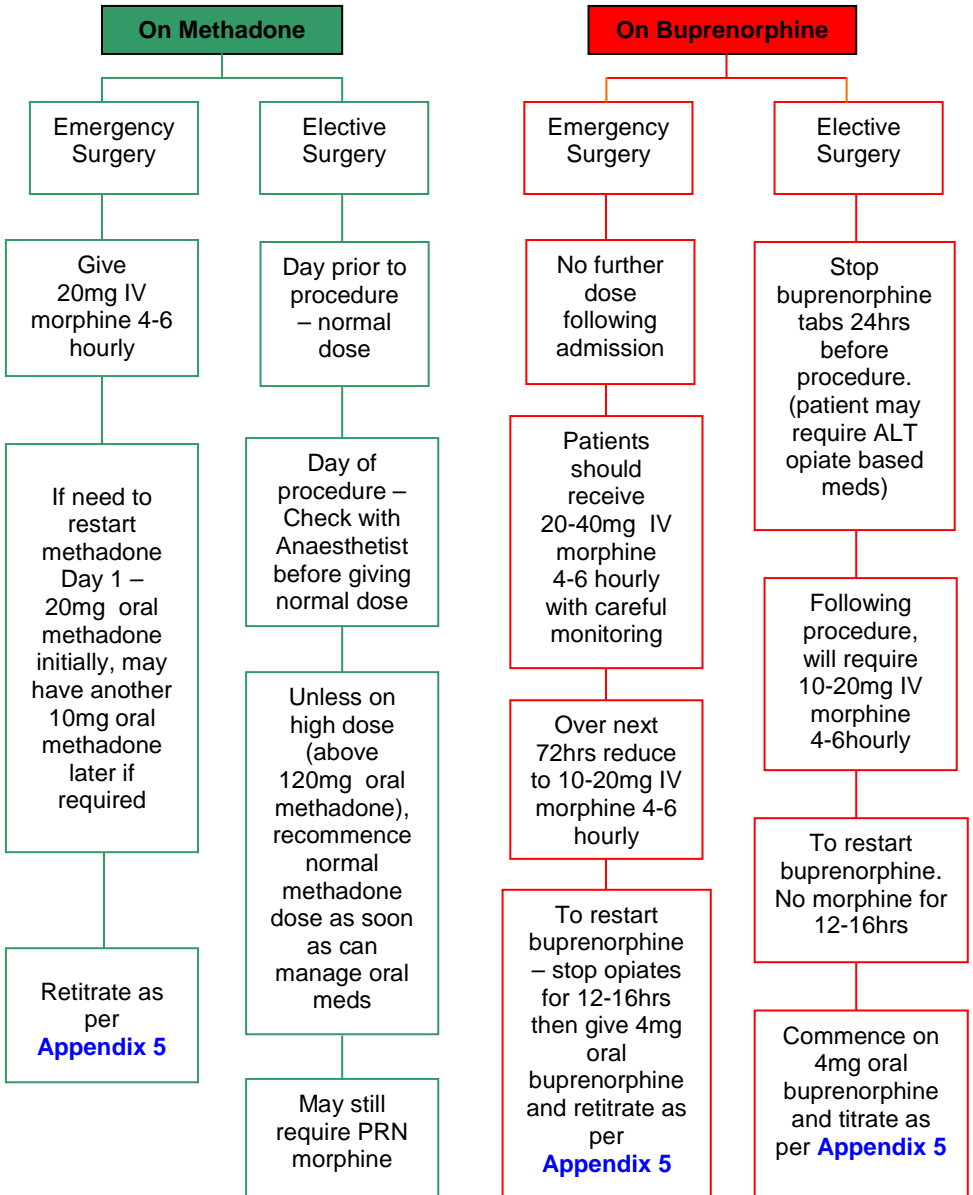 On Methadone
Emergency
Surgery
Give
20mg IV
morphine 4-6
hourly
If need to
restart
methadone
Day 1 –
20mg oral
methadone
initially, may
have another
10mg oral
methadone
later if
required
Retitrate as
per
Appendix 5
Elective
Surgery
Day prior to
procedure
– normal
dose
Day of
procedure –
Check with
Anaesthetist
before giving
normal dose
Unless on
high dose
(above
120mg oral
methadone),
recommence
normal
methadone
dose as soon
as can
manage oral
meds
May still
require PRN
morphine
On Buprenorphine
Emergency
Surgery
No further
dose
following
admission
Patients
should
receive
20-40mg IV
morphine
4-6 hourly
with careful
monitoring
Over next
72hrs reduce
to 10-20mg IV
morphine 4-6
hourly
To restart
buprenorphine
– stop opiates
for 12-16hrs
then give 4mg
oral
buprenorphine
and retitrate as
per
Appendix 5
Elective
Surgery
Stop
buprenorphine
tabs 24hrs
before
procedure.
(patient may
require ALT
opiate based
meds)
Following
procedure,
will require
10-20mg IV
morphine
4-6hourly
To restart
buprenorphine.
No morphine for
12-16hrs
Commence on
4mg oral
buprenorphine
and titrate as
per Appendix 5